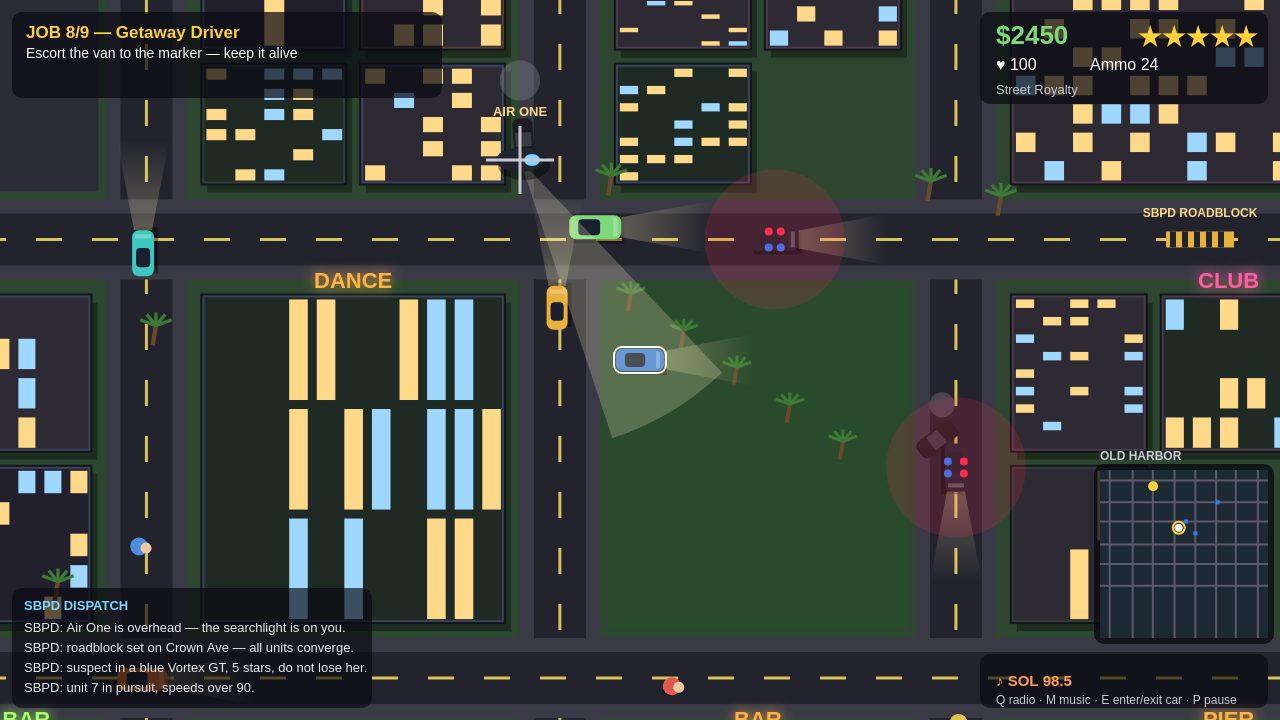 JOB 8/9 — Getaway Driver
Escort the van to the marker — keep it alive
$2450 ★★★★★
♥ 100 Ammo 24
Street Royalty
AIR ONE
SBPD ROADBLOCK
DANCE
CLUB
OLD HARBOR
SBPD DISPATCH
SBPD: Air One is overhead — the searchlight is on you.
SBPD: roadblock set on Crown Ave — all units converge.
SBPD: suspect in a blue Vortex GT, 5 stars, do not lose her.
SBPD: unit 7 in pursuit, speeds over 90.
♪ SOL 98.5
Q radio · M music · E enter/exit car · P pause
BAR
BAR
PIER